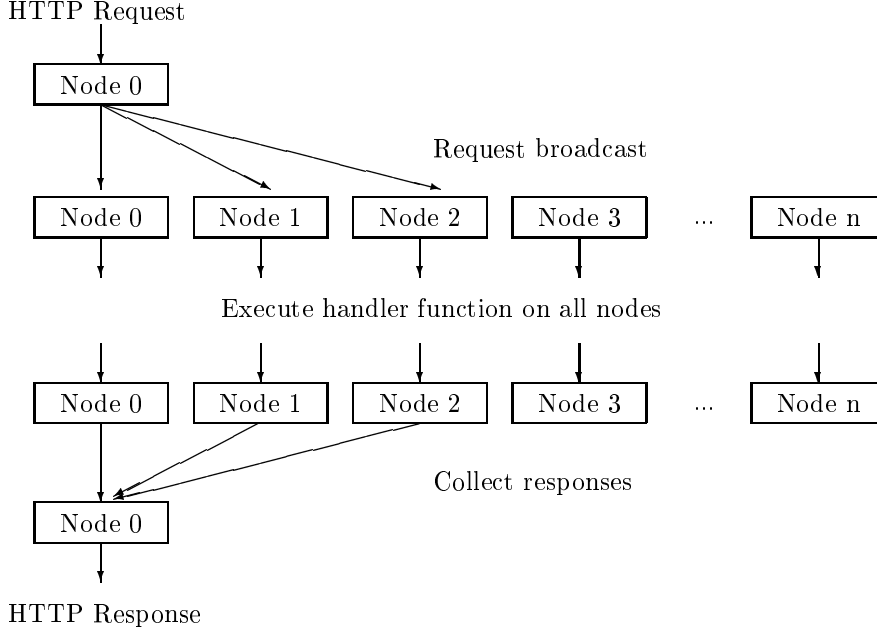 HTTP Request
Node 0
Request broadcast
Node 0 Node 1 Node 2 Node 3 ... Node n
Execute handler function on all nodes
Node 0 Node 1 Node 2 Node 3 ... Node n
Collect responses
Node 0
HTTP Response